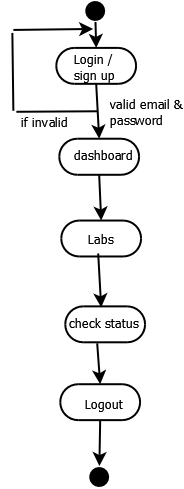 Login /
sign up
valid email &
password
if invalid
dashboard
Labs
check status
Logout